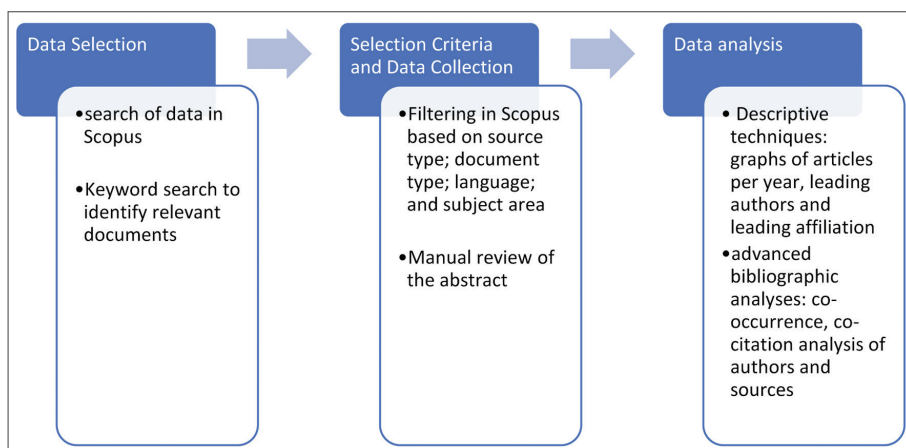 Data Selection
•search of data in
Scopus
•Keyword search to
identify relevant
documents
Selection Criteria
and Data Collection
•Filtering in Scopus
based on source
type; document
type; language;
and subject area
•Manual review of
the abstract
Data analysis
• Descriptive
techniques:
graphs of articles
per year, leading
authors and
leading affiliation
•advanced
bibliographic
analyses: co-
occurrence, co-
citation analysis of
authors and
sources